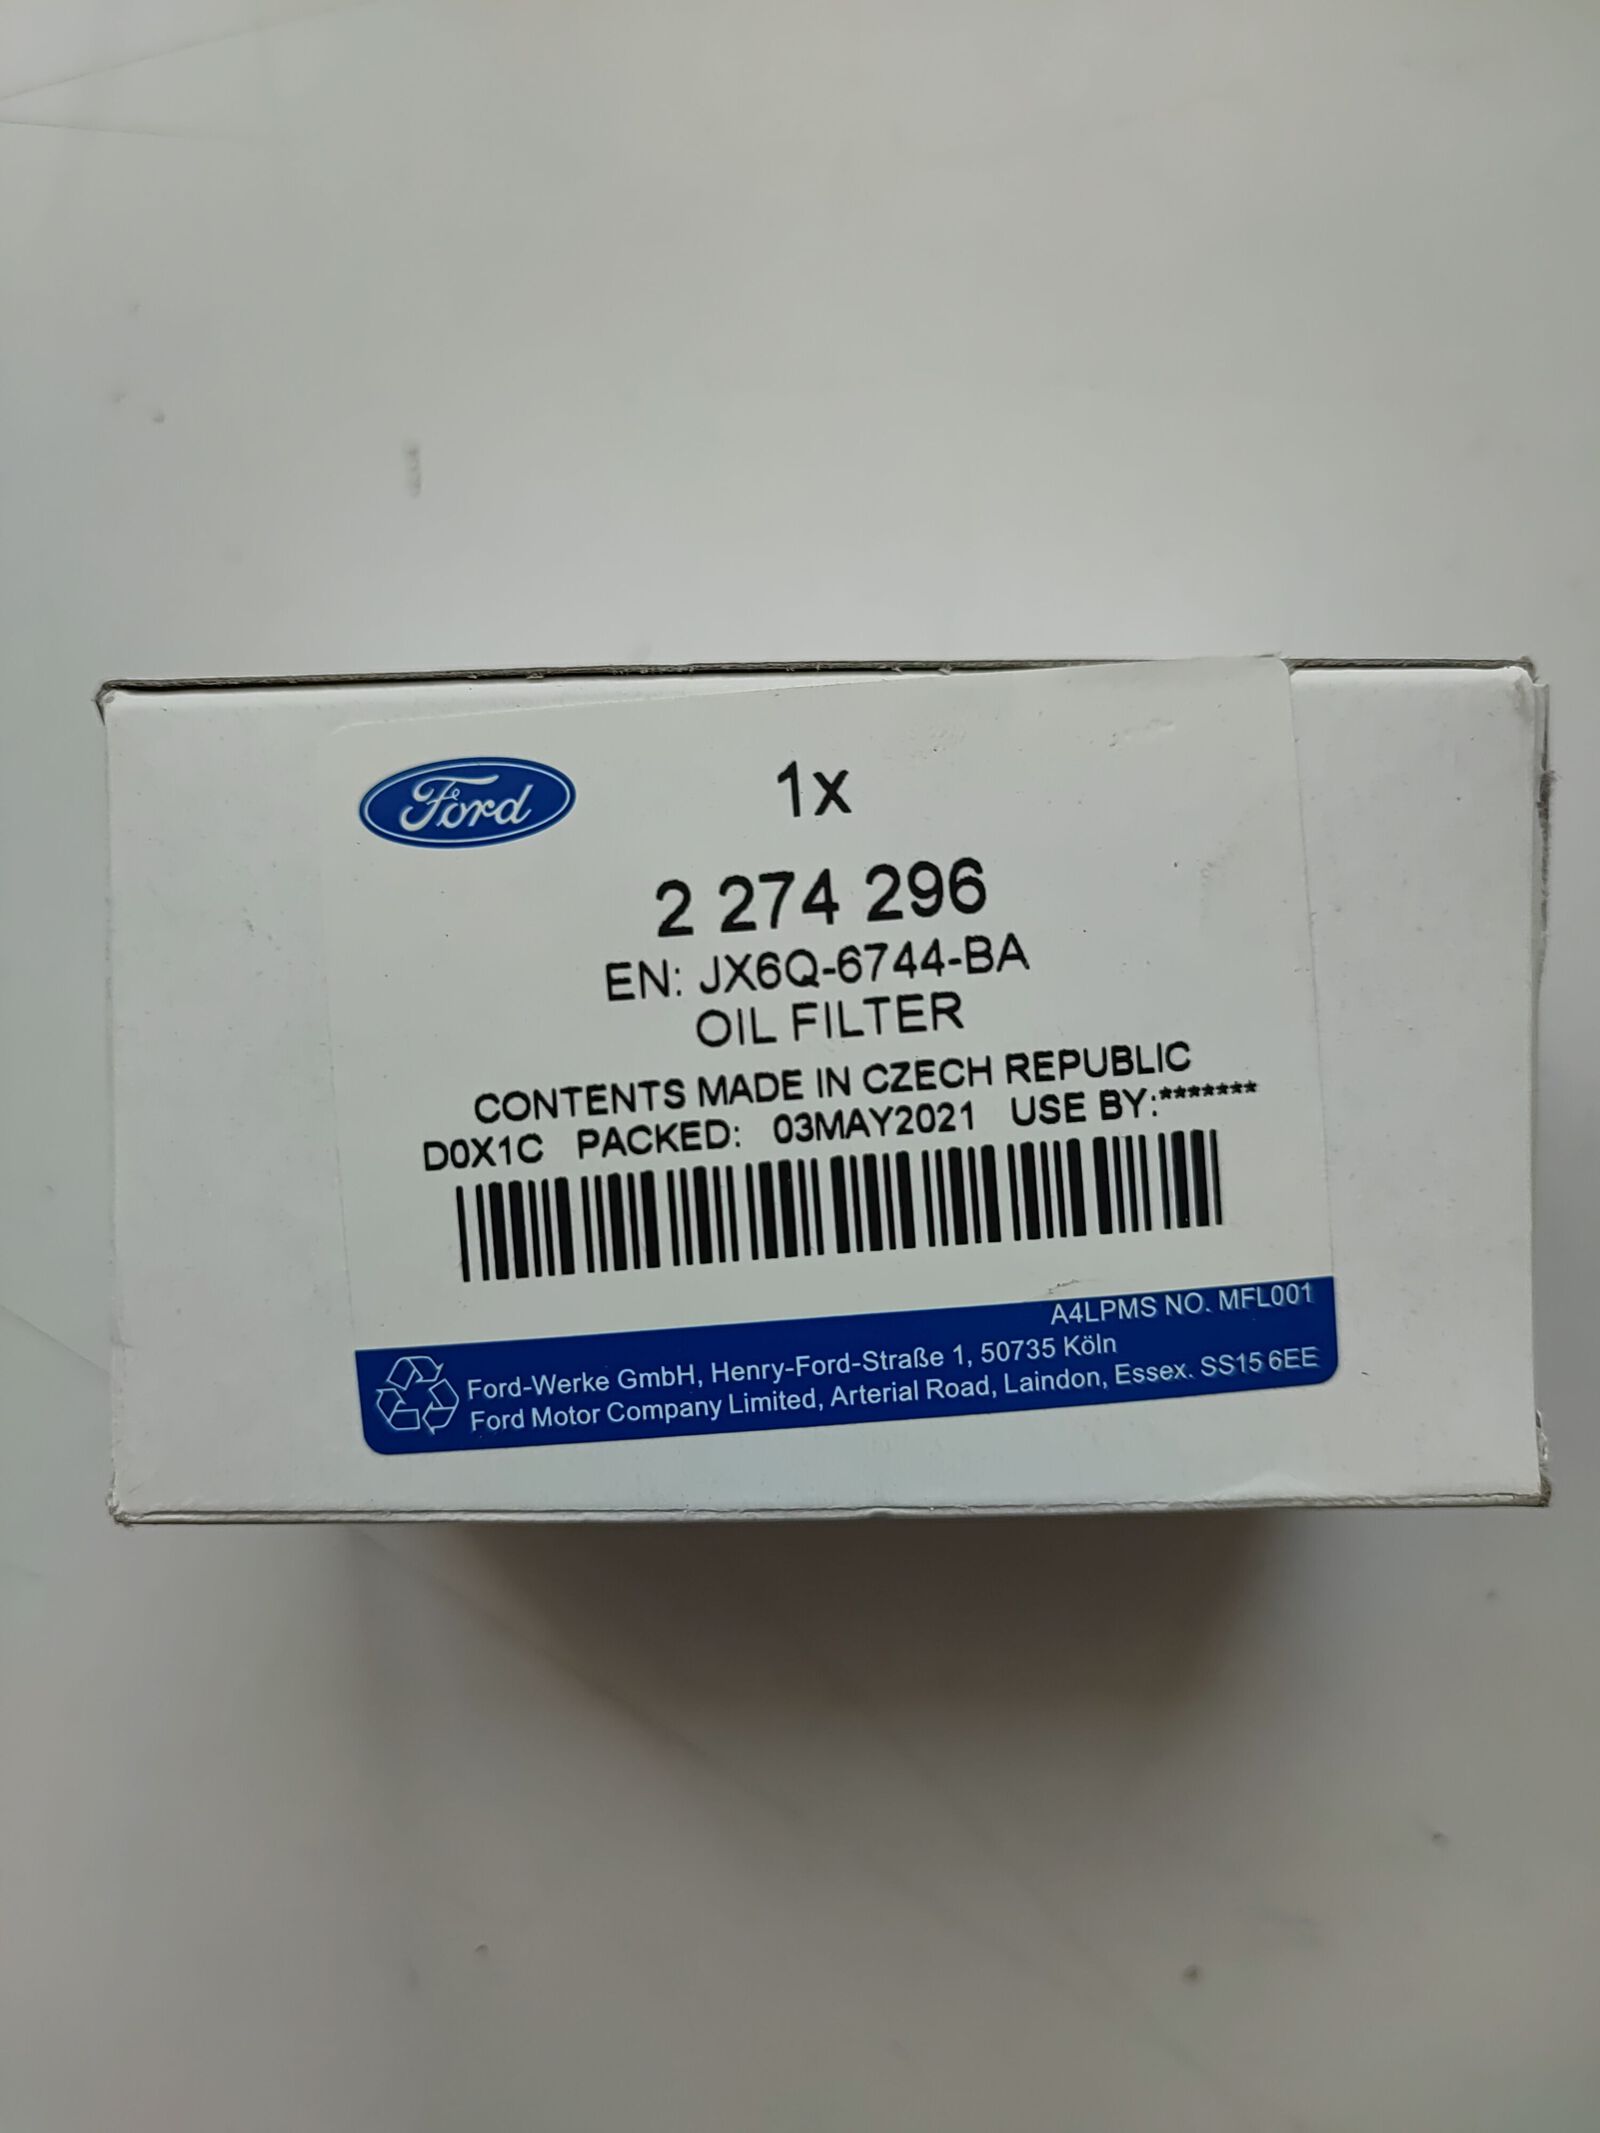 Ford
1x
2 274 296
EN: JX6Q-6744-BA
OIL FILTER
CONTENTS MADE IN CZECH REPUBLIC
D0X1C PACKED: 03MAY2021 USE BY:*******
A4LPMS NO. MFL001
Ford-Werke GmbH, Henry-Ford-Straße 1, 50735 Köln
Ford Motor Company Limited, Arterial Road, Laindon, Essex. SS15 6EE